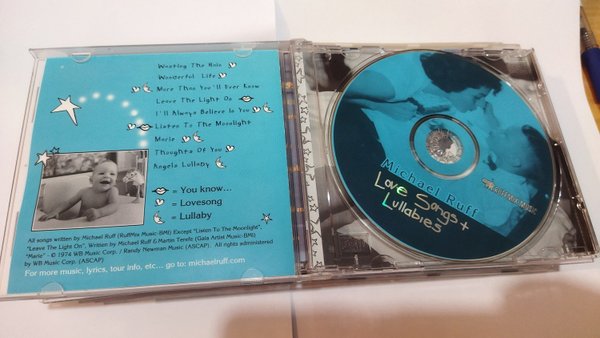 The
Wonderful Life
More Than You'll Ever Know
Leave The Light On
I'll Always Believe In You
Listen To The Moonlight
Marie
Thoughts Of You
Angels Lullaby
= You know...
= Lovesong
= Lullaby
All songs written by Michael Ruff (RuffMix Music-BMI) Except "Listen To The Moonlight",
"Leave The Light On", Written by Michael Ruff & Martin Terefe (Gaia Artist Music-BMI)
"Marie" - © 1974 WB Music Corp. / Randy Newman Music (ASCAP). All rights administered
by WB Music Corp. (ASCAP)
For more music, lyrics, tour info, etc... go to: michaelruff.com
Michael Ruff
Love Songs +
Lullabies
RUFFMIX MUSIC